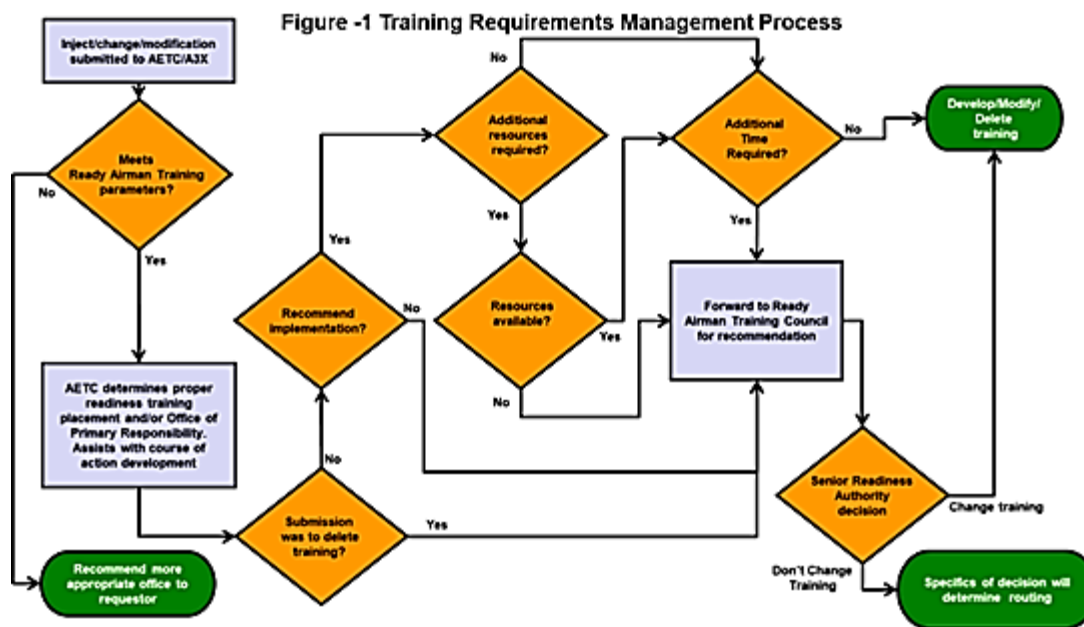 Figure -1 Training Requirements Management Process
Inject/change/modification
submitted to AETC/A3X
Meets
Ready Airman Training
parameters?
No
Yes
AETC determines proper
readiness training
placement and/or Office of
Primary Responsibility.
Assists with course of
action development
Recommend more
appropriate office to
requestor
Submission
was to delete
training?
No
Yes
Recommend
implementation?
Yes
No
Additional
resources
required?
No
Yes
Resources
available?
Yes
No
Additional
Time
Required?
No
Yes
Forward to Ready
Airman Training Council
for recommendation
Senior Readiness
Authority
decision
Change training
Don't Change
Training
Develop/Modify/
Delete
training
Specifics of decision will
determine routing